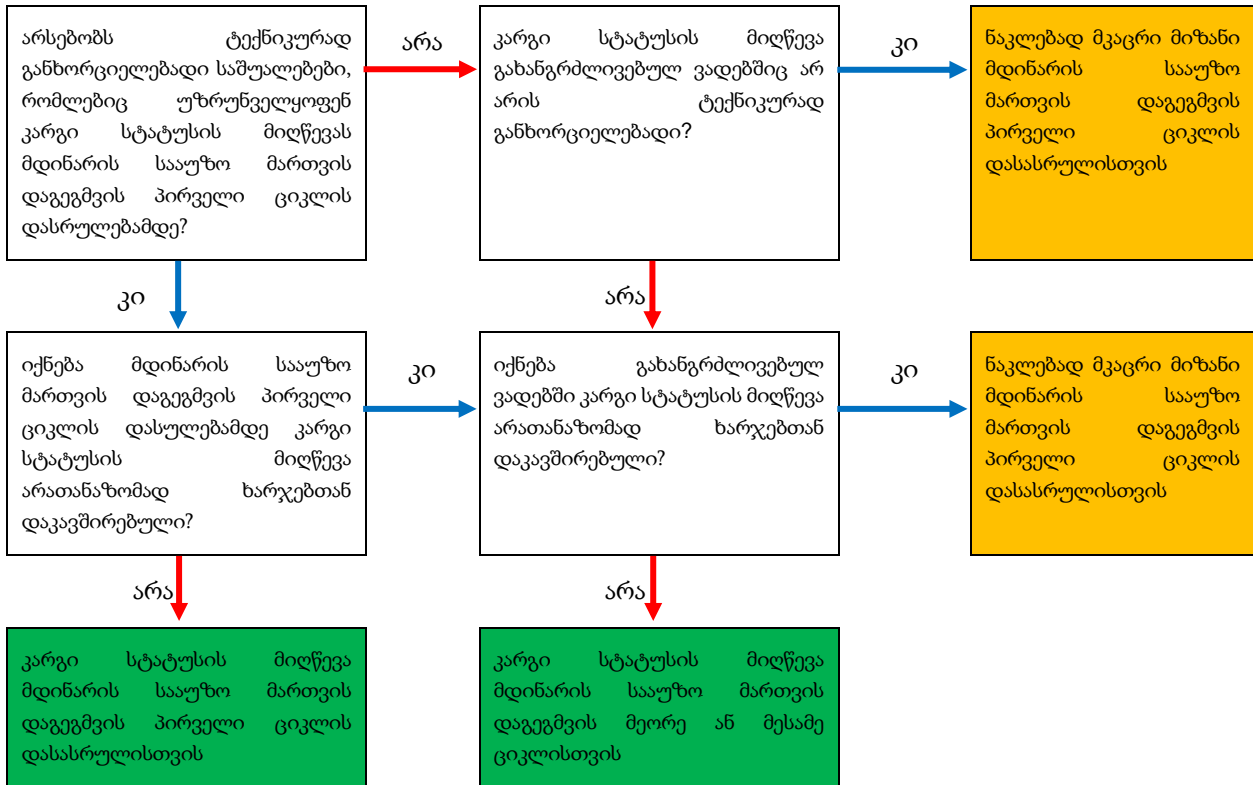 არსებობს ტექნიკურად
განხორციელებადი საშუალებები,
რომლებიც უზრუნველყოფენ
კარგი სტატუსის მიღწევას
მდინარის სააუზო მართვის
დაგეგმვის პირველი ციკლის
დასრულებამდე?
არა
კარგი სტატუსის მიღწევა
გახანგრძლივებულ ვადებშიც არ
არის ტექნიკურად
განხორციელებადი?
კი
ნაკლებად მკაცრი მიზანი
მდინარის სააუზო
მართვის დაგეგმვის
პირველი ციკლის
დასასრულისთვის
კი
არა
იქნება მდინარის სააუზო
მართვის დაგეგმვის პირველი
ციკლის დასულებამდე კარგი
სტატუსის მიღწევა
არათანაზომად ხარჯებთან
დაკავშირებული?
კი
იქნება გახანგრძლივებულ
ვადებში კარგი სტატუსის მიღწევა
არათანაზომად ხარჯებთან
დაკავშირებული?
კი
ნაკლებად მკაცრი მიზანი
მდინარის სააუზო
მართვის დაგეგმვის
პირველი ციკლის
დასასრულისთვის
არა
არა
კარგი სტატუსის მიღწევა
მდინარის სააუზო მართვის
დაგეგმვის პირველი ციკლის
დასასრულისთვის
კარგი სტატუსის მიღწევა
მდინარის სააუზო მართვის
დაგეგმვის მეორე ან მესამე
ციკლისთვის